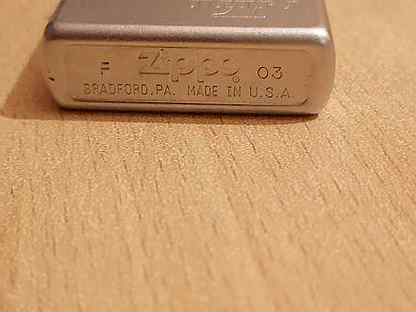 F Zippo 03
BRADFORD,PA. MADE IN U.S.A.